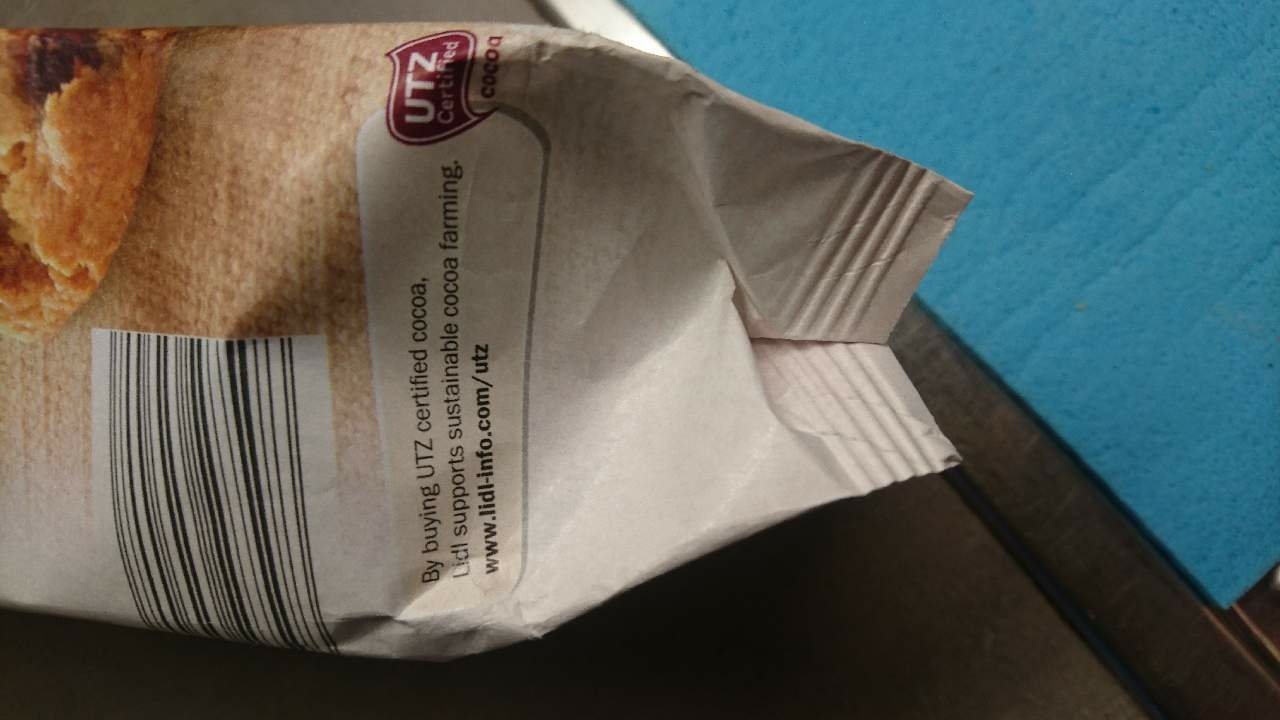 UTZ
Certified
cocoa
By buying UTZ certified cocoa,
Lidl supports sustainable cocoa farming.
www.lidl-info.com/utz